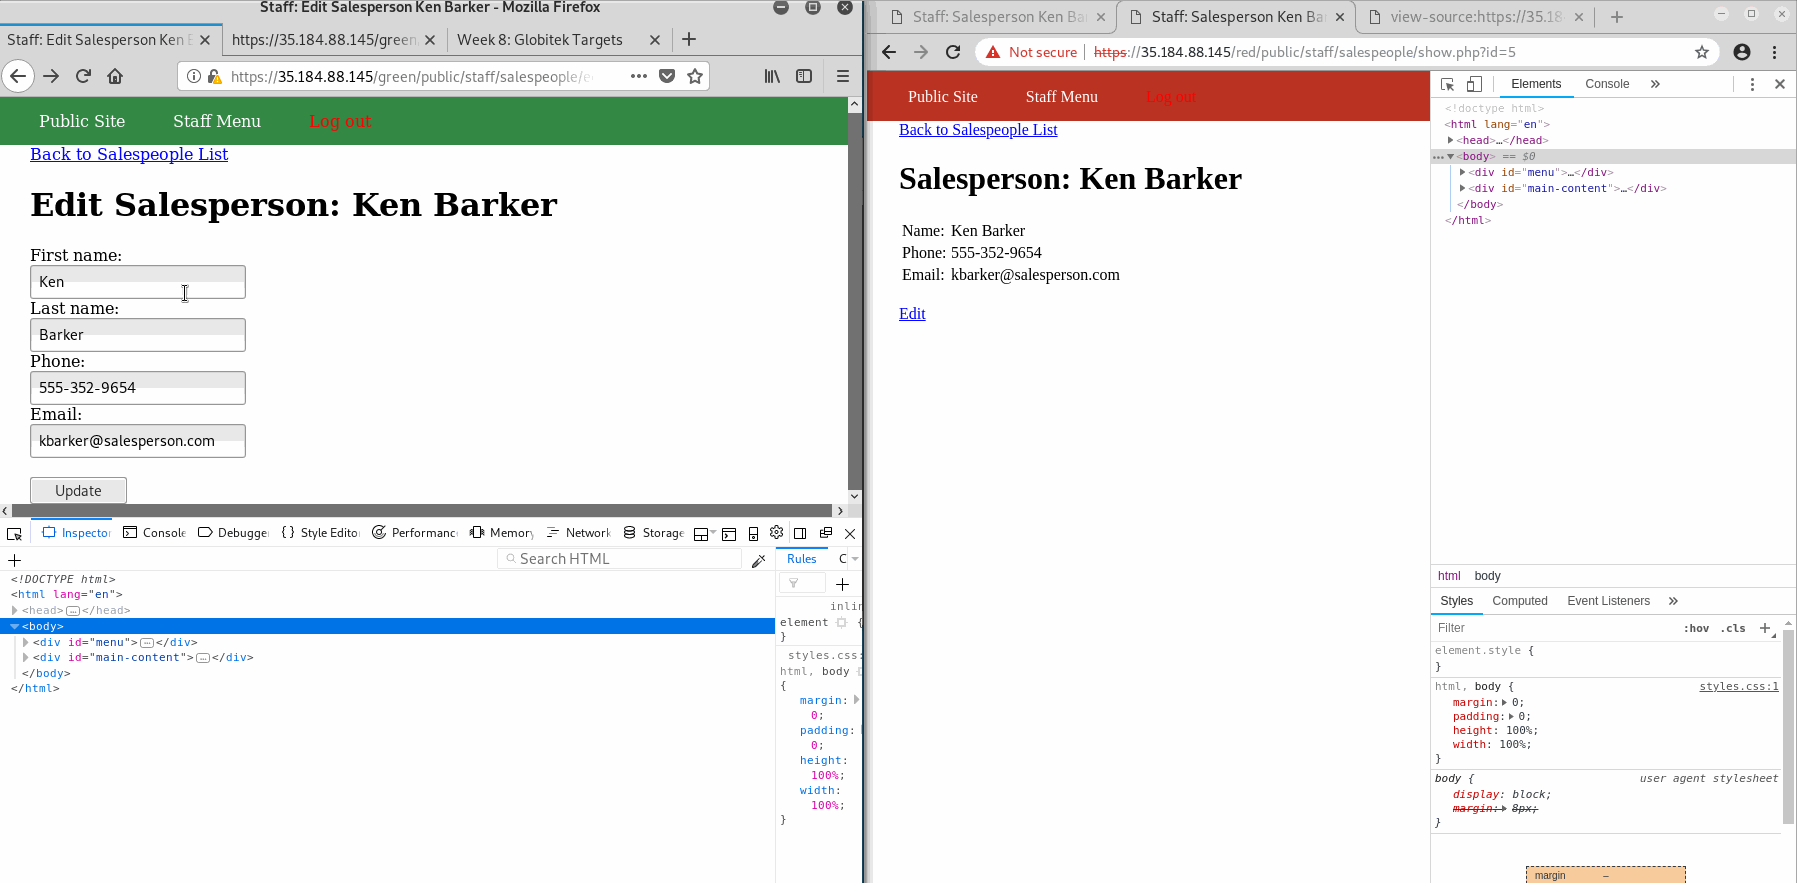 Staff: Edit Salesperson Ken Barker - Mozilla Firefox
Staff: Edit Salesperson Ken
https://35.184.88.145/green
Week 8: Globitek Targets
https://35.184.88.145/green/public/staff/salespeople/e
Public Site
Staff Menu
Log out
Back to Salespeople List
Edit Salesperson: Ken Barker
First name:
Ken
Last name:
Barker
Phone:
555-352-9654
Email:
kbarker@salesperson.com
Update
Inspector
Console
Debugge
Style Editor
Performanc
Memory
Network
Storage
Search HTML
Rules
C
<!DOCTYPE html>
<html lang="en">
<head>…</head>
<body>
<div id="menu">…</div>
<div id="main-content">…</div>
</body>
</html>
inlin
element {
}
styles.css:
html, body
{
margin:
0;
padding:
0;
height:
100%;
width:
100%;
}
Staff: Salesperson Ken Ba
Staff: Salesperson Ken Ba
view-source:https://35.18
Not secure
https://35.184.88.145/red/public/staff/salespeople/show.php?id=5
Public Site
Staff Menu
Log out
Back to Salespeople List
Salesperson: Ken Barker
Name: Ken Barker
Phone: 555-352-9654
Email: kbarker@salesperson.com
Edit
Elements
Console
<!doctype html>
<html lang="en">
<head>…</head>
<body> == $0
<div id="menu">…</div>
<div id="main-content">…</div>
</body>
</html>
html body
Styles
Computed
Event Listeners
Filter
:hov .cls
element.style {
}
html, body {
styles.css:1
margin: 0;
padding: 0;
height: 100%;
width: 100%;
}
body {
user agent stylesheet
display: block;
margin: 8px;
}
margin
–